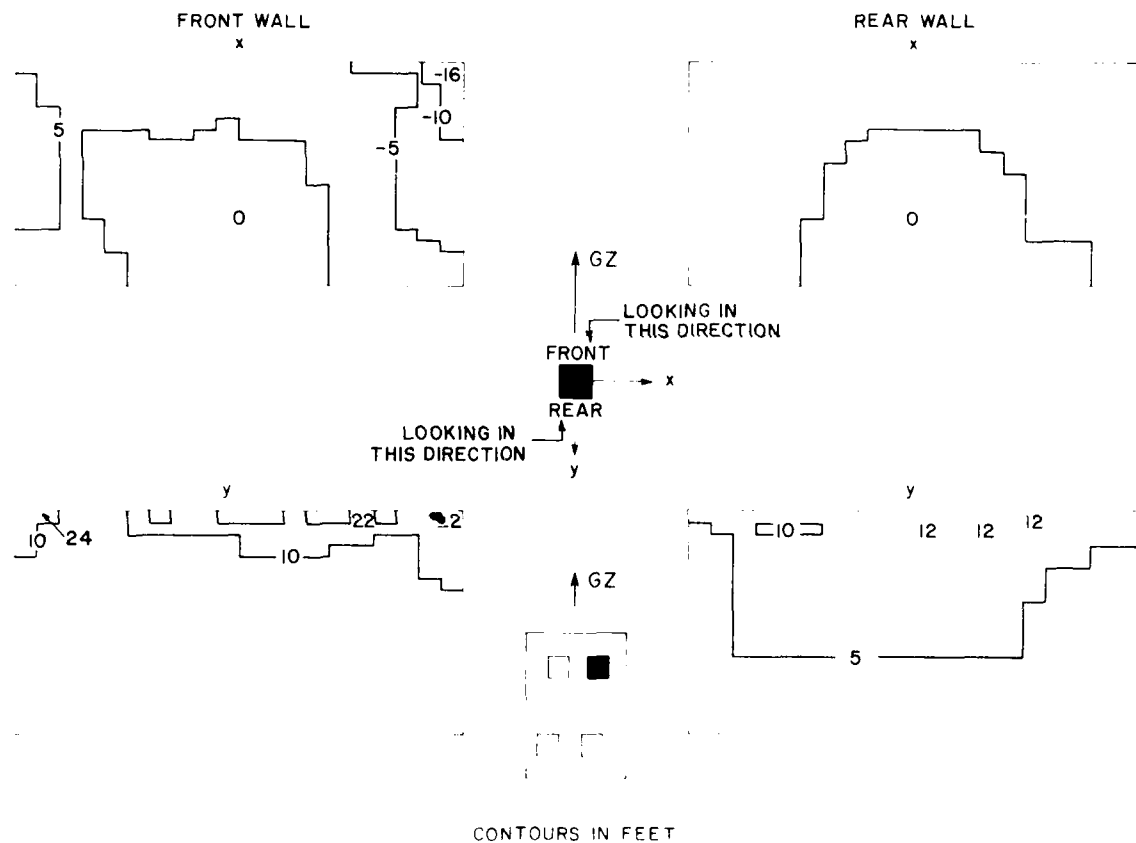 FRONT WALL
x
REAR WALL
x
-16
-10
5
-5
0
0
GZ
LOOKING IN
THIS DIRECTION
FRONT
x
REAR
LOOKING IN
THIS DIRECTION
y
y
y
10
24
22
10
10
12
12
12
GZ
5
CONTOURS IN FEET